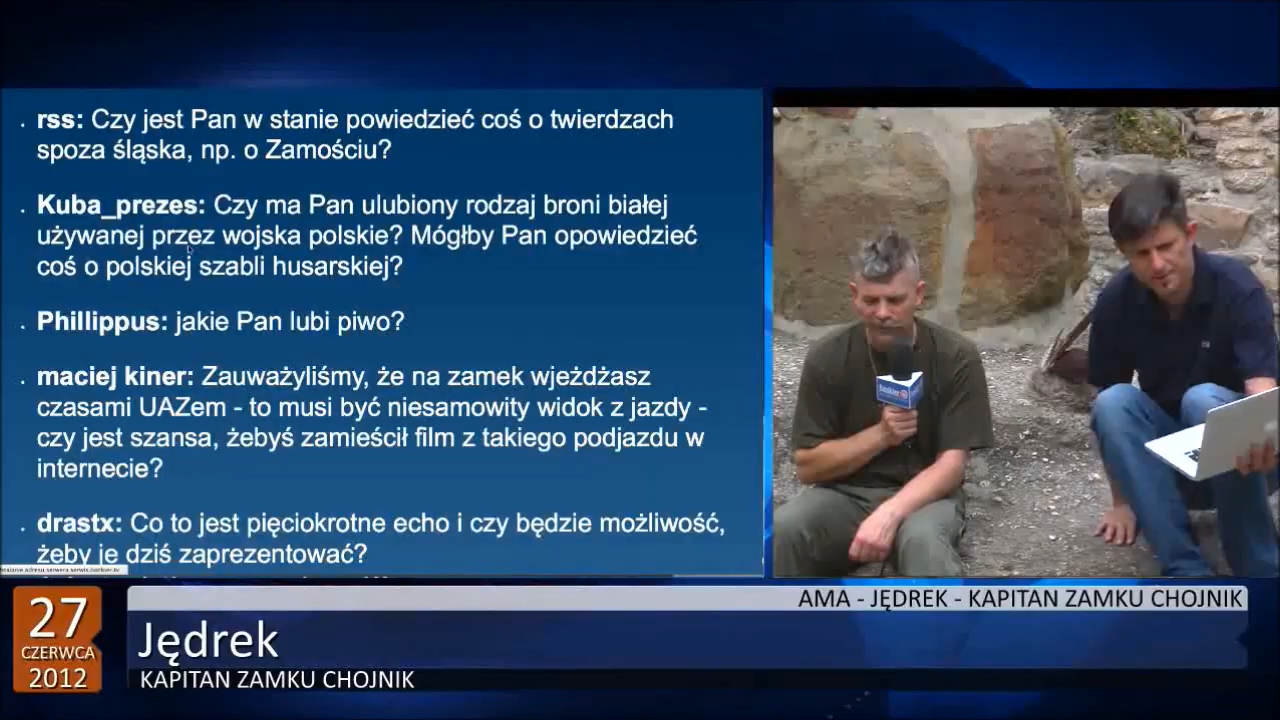 rss: Czy jest Pan w stanie powiedzieć coś o twierdzach
spoza śląska, np. o Zamościu?
Kuba_prezes: Czy ma Pan ulubiony rodzaj broni białej
używanej przez wojska polskie? Mógłby Pan opowiedzieć
coś o polskiej szabli husarskiej?
Phillippus: jakie Pan lubi piwo?
maciej kiner: Zauważyliśmy, że na zamek wjeżdżasz
czasami UAZem - to musi być niesamowity widok z jazdy -
czy jest szansa, żebyś zamieścił film z takiego podjazdu w
internecie?
drastx: Co to jest pięciokrotne echo i czy będzie możliwość,
żeby je dziś zaprezentować?
Bankier
27
CZERWCA
2012
AMA - JĘDREK - KAPITAN ZAMKU CHOJNIK
Jędrek
KAPITAN ZAMKU CHOJNIK